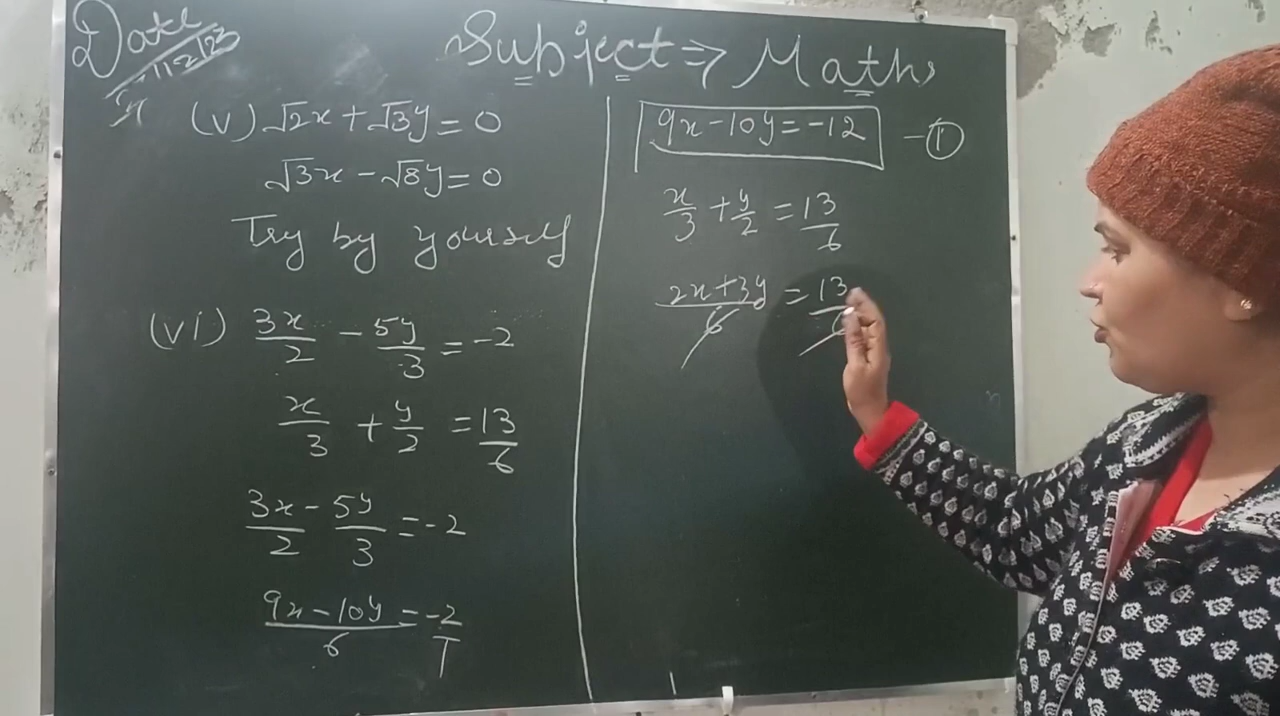 Date
Subject => Maths
(v) √2x + √3y = 0
√3x - √8y = 0
Try by yourself
(vi) 3x/2 - 5y/3 = -2
x/3 + y/2 = 13/6
3x/2 - 5y/3 = -2
9x - 10y/6 = -2/1
9x - 10y = -12 - ①
x/3 + y/2 = 13/6
2x + 3y/6 = 13/6